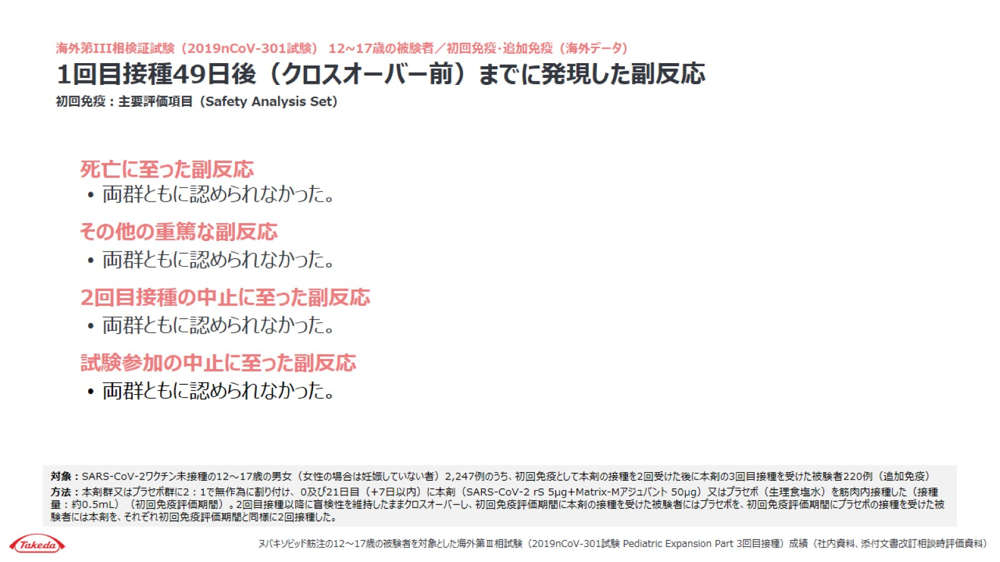 海外第III相検証試験（2019nCoV-301試験） 12~17歳の被験者／初回免疫･追加免疫（海外データ）
1回目接種49日後（クロスオーバー前）までに発現した副反応
初回免疫：主要評価項目（Safety Analysis Set）
死亡に至った副反応
• 両群ともに認められなかった。
その他の重篤な副反応
• 両群ともに認められなかった。
2回目接種の中止に至った副反応
• 両群ともに認められなかった。
試験参加の中止に至った副反応
• 両群ともに認められなかった。
対象：SARS-CoV-2ワクチン未接種の12～17歳の男女（女性の場合は妊娠していない者）2,247例のうち、初回免疫として本剤の接種を2回受けた後に本剤の3回目接種を受けた被験者220例（追加免疫）
方法：本剤群又はプラセボ群に2：1で無作為に割り付け、0及び21日目（+7日以内）に本剤（SARS-CoV-2 rS 5μg+Matrix-Mアジュバント 50μg）又はプラセボ（生理食塩水）を筋肉内接種した（接種
量：約0.5mL）（初回免疫評価期間）。2回目接種以降に盲検性を維持したままクロスオーバーし、初回免疫評価期間に本剤の接種を受けた被験者にはプラセボを、初回免疫評価期間にプラセボの接種を受けた被
験者には本剤を、それぞれ初回免疫評価期間と同様に2回接種した。
Takeda
ヌバキソビッド筋注の12～17歳の被験者を対象とした海外第Ⅲ相試験（2019nCoV-301試験 Pediatric Expansion Part 3回目接種）成績（社内資料、添付文書改訂相談時評価資料）